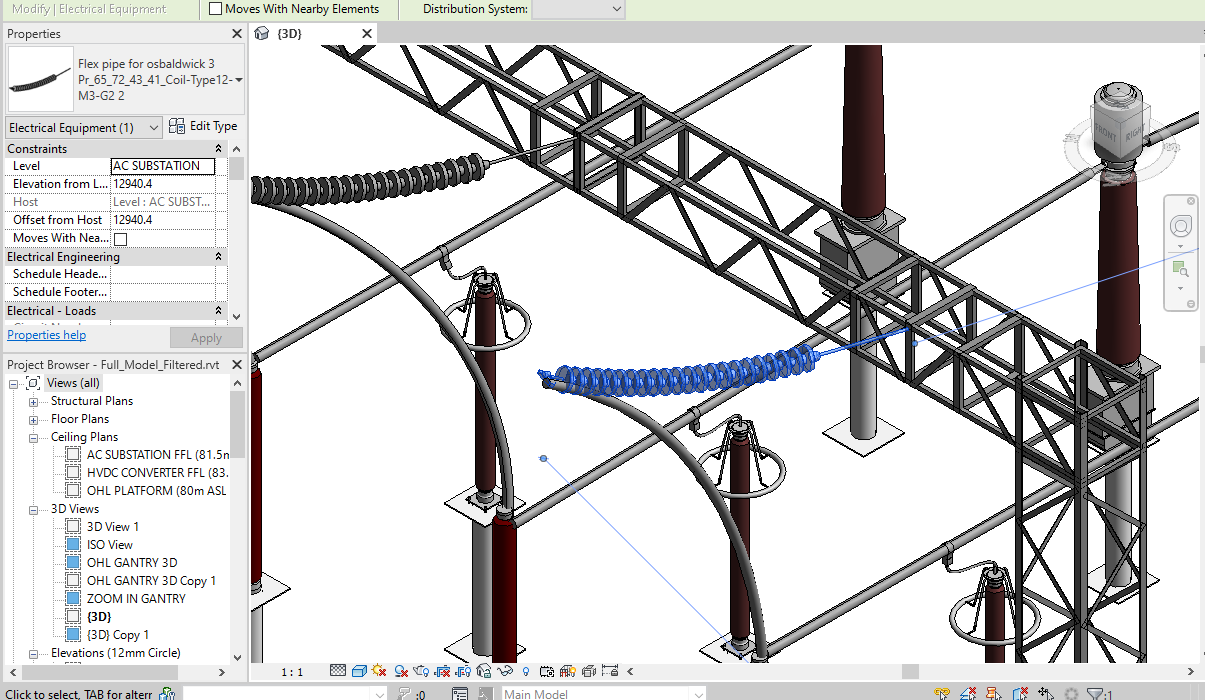 Modify | Electrical Equipment
Moves With Nearby Elements
Distribution System:
Properties
{3D}
Flex pipe for osbaldwick 3
Pr_65_72_43_41_Coil-Type12-
M3-G2 2
Electrical Equipment (1)
Edit Type
Constraints
Level
AC SUBSTATION
Elevation from L...
12940.4
Host
Level : AC SUBST...
Offset from Host
12940.4
Moves With Nea...
Electrical Engineering
Schedule Heade...
Schedule Footer...
Electrical - Loads
Properties help
Apply
Project Browser - Full_Model_Filtered.rvt
Views (all)
Structural Plans
Floor Plans
Ceiling Plans
AC SUBSTATION FFL (81.5m
HVDC CONVERTER FFL (83.
OHL PLATFORM (80m ASL
3D Views
3D View 1
ISO View
OHL GANTRY 3D
OHL GANTRY 3D Copy 1
ZOOM IN GANTRY
{3D}
{3D} Copy 1
Elevations (12mm Circle)
FRONT
RIGHT
1 : 1
Click to select, TAB for altern
:0
Main Model
:1